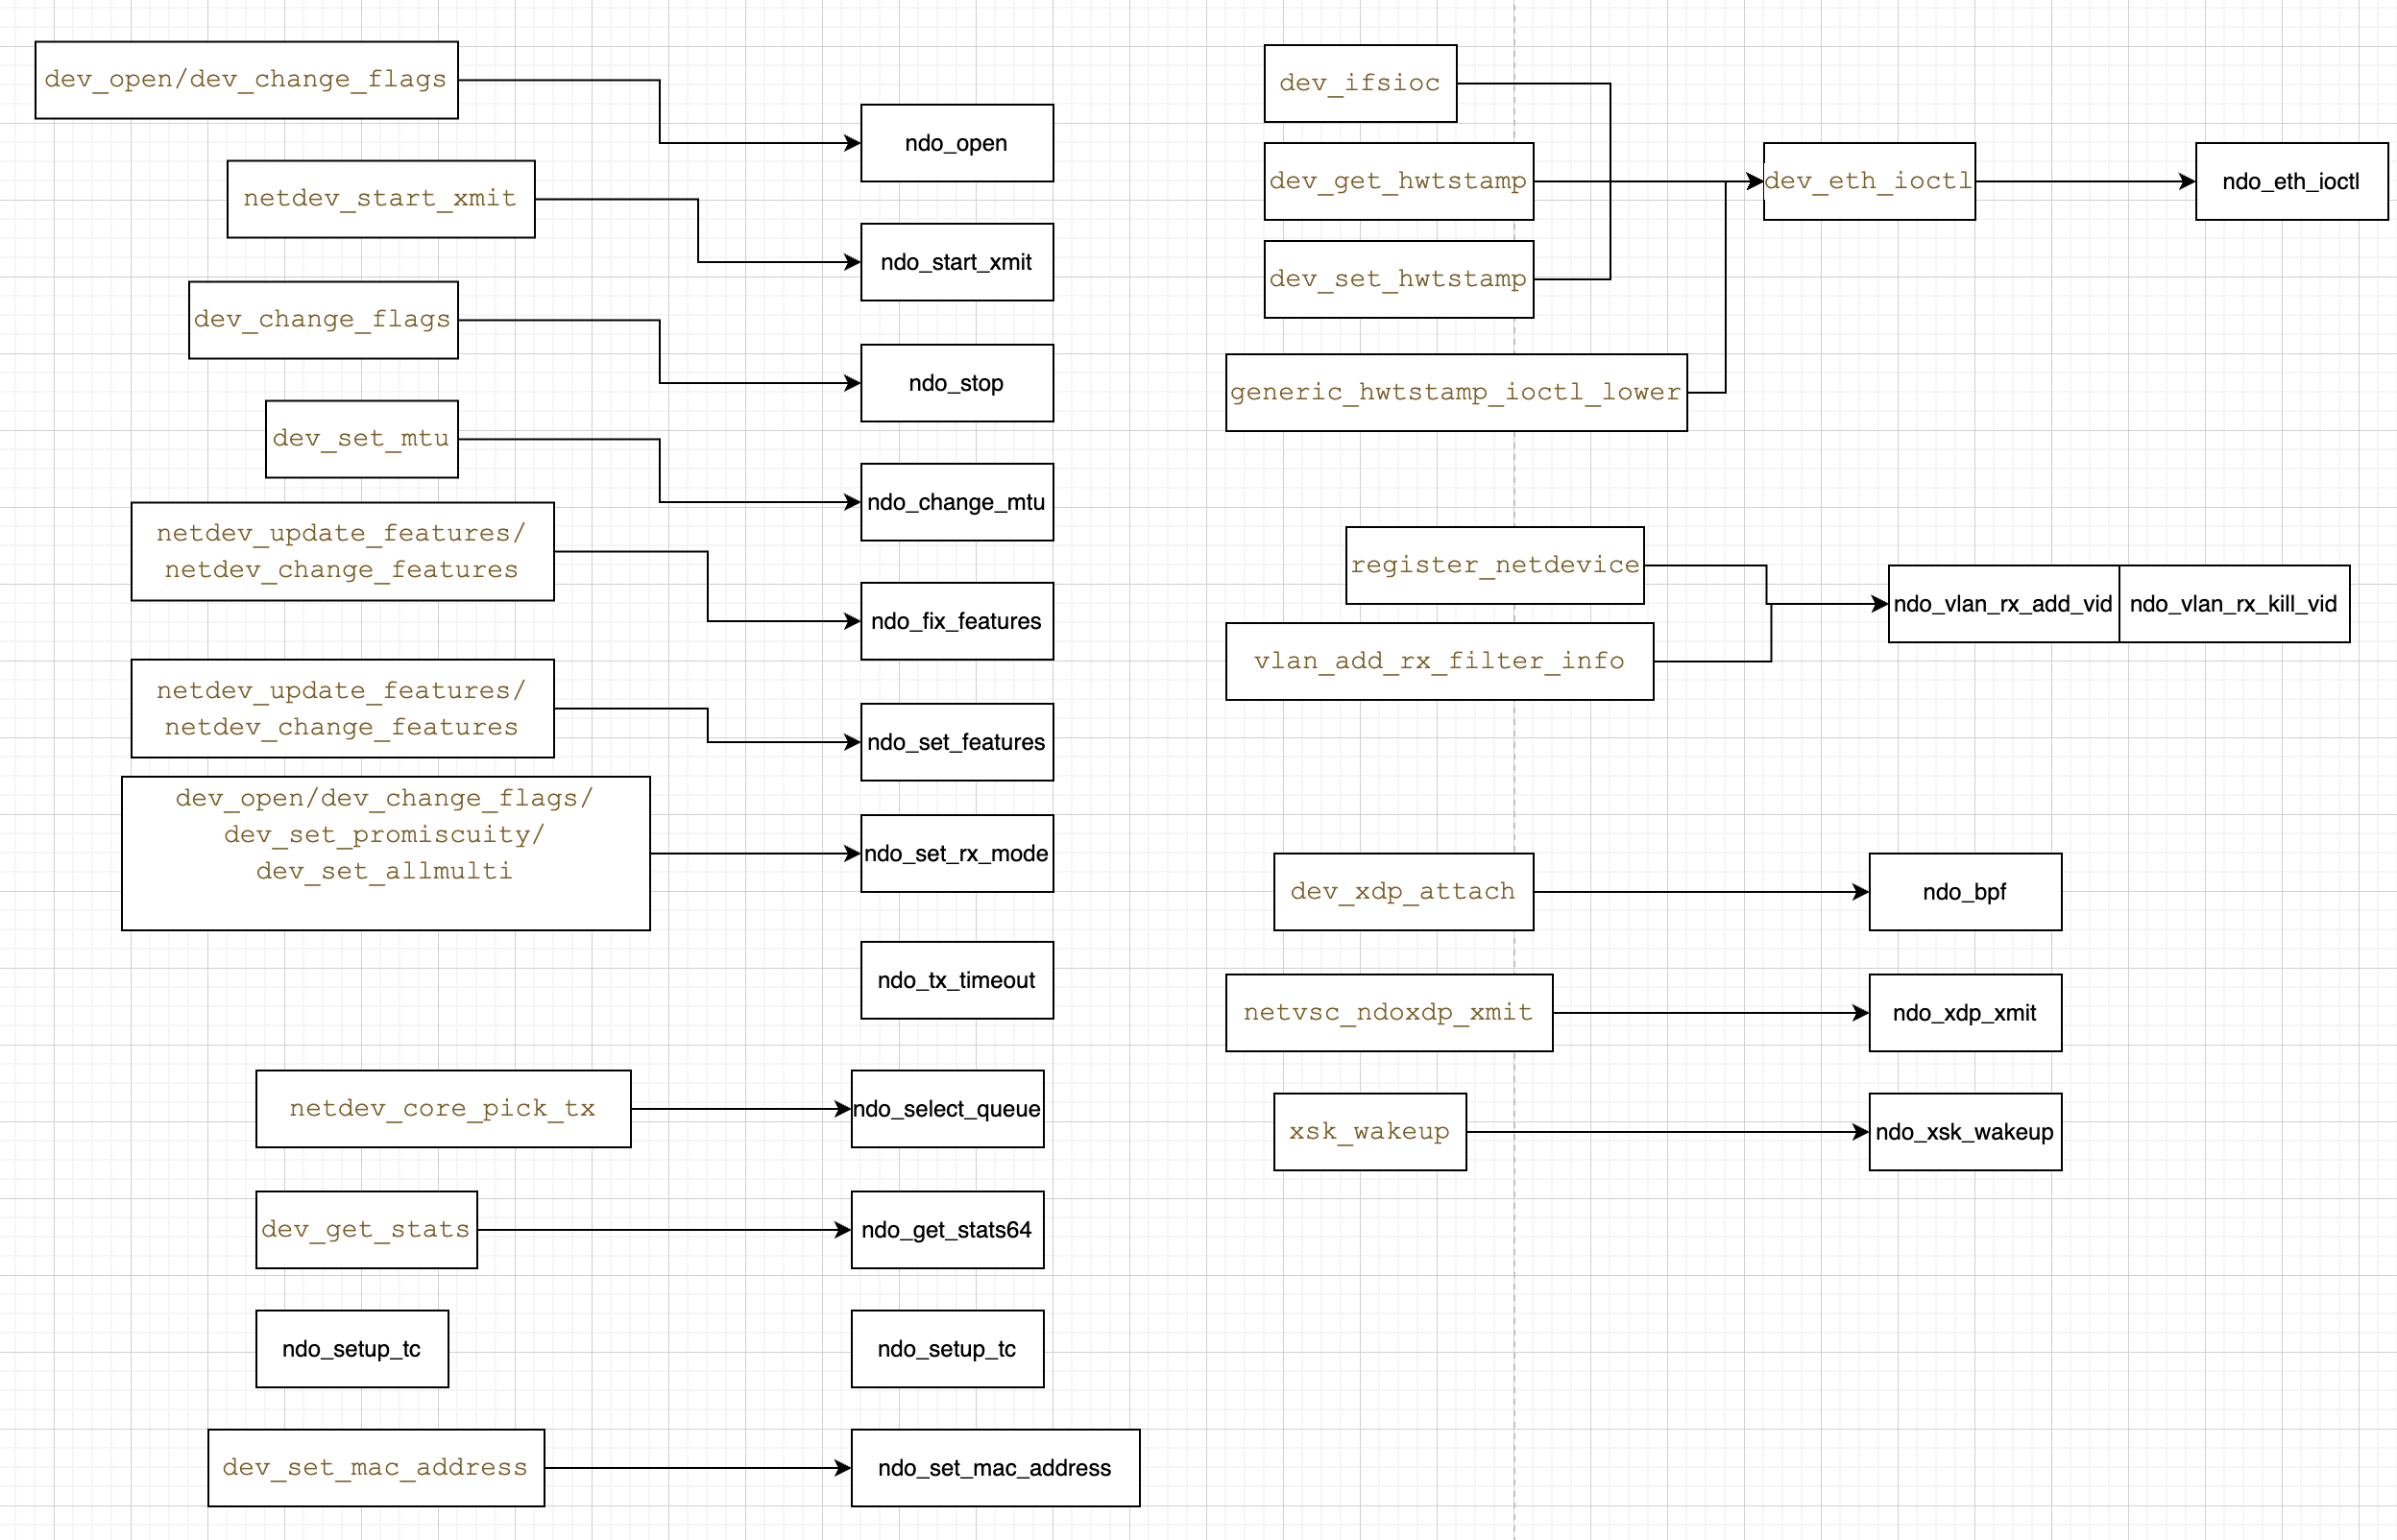 dev_open/dev_change_flags
ndo_open
netdev_start_xmit
ndo_start_xmit
dev_change_flags
ndo_stop
dev_set_mtu
ndo_change_mtu
netdev_update_features/
netdev_change_features
ndo_fix_features
netdev_update_features/
netdev_change_features
ndo_set_features
dev_open/dev_change_flags/
dev_set_promiscuity/
dev_set_allmulti
ndo_set_rx_mode
ndo_tx_timeout
netdev_core_pick_tx
ndo_select_queue
dev_get_stats
ndo_get_stats64
ndo_setup_tc
ndo_setup_tc
dev_set_mac_address
ndo_set_mac_address
dev_ifsioc
dev_get_hwtstamp
dev_set_hwtstamp
generic_hwtstamp_ioctl_lower
dev_eth_ioctl
ndo_eth_ioctl
register_netdevice
vlan_add_rx_filter_info
ndo_vlan_rx_add_vid
ndo_vlan_rx_kill_vid
dev_xdp_attach
ndo_bpf
netvsc_ndoxdp_xmit
ndo_xdp_xmit
xsk_wakeup
ndo_xsk_wakeup